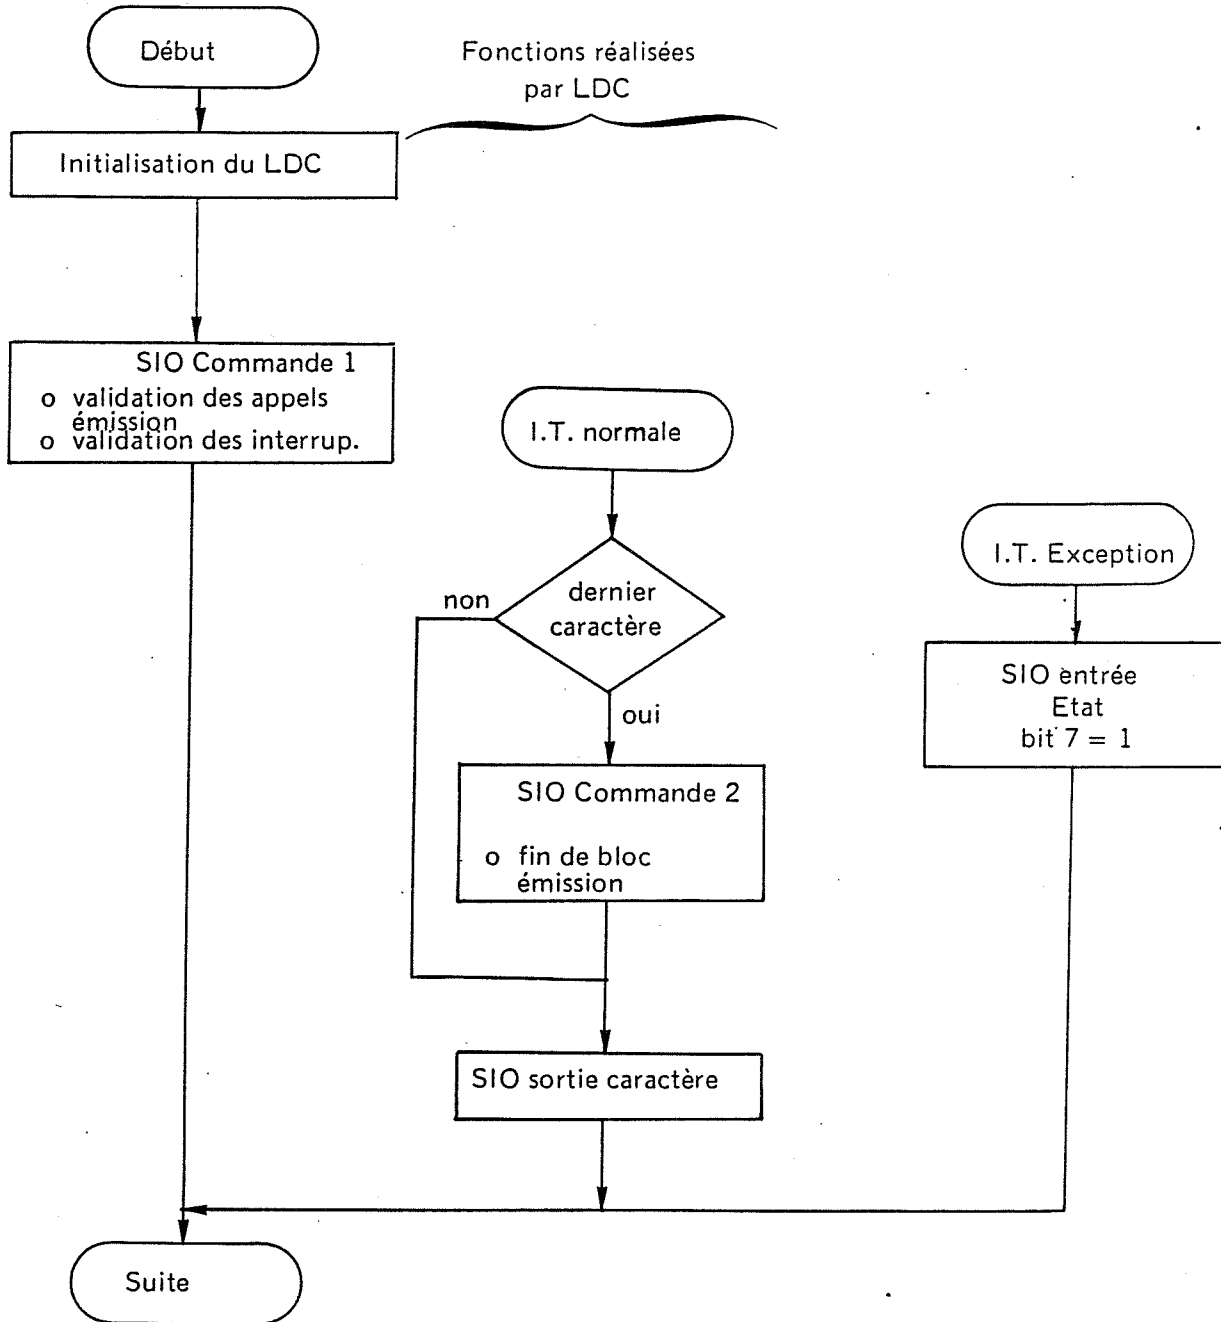 Début
Fonctions réalisées
par LDC
Initialisation du LDC
SIO Commande 1
o validation des appels
émission
o validation des interrup.
I.T. normale
I.T. Exception
non
dernier
caractère
SIO entrée
Etat
bit 7 = 1
oui
SIO Commande 2
o fin de bloc
émission
SIO sortie caractère
Suite